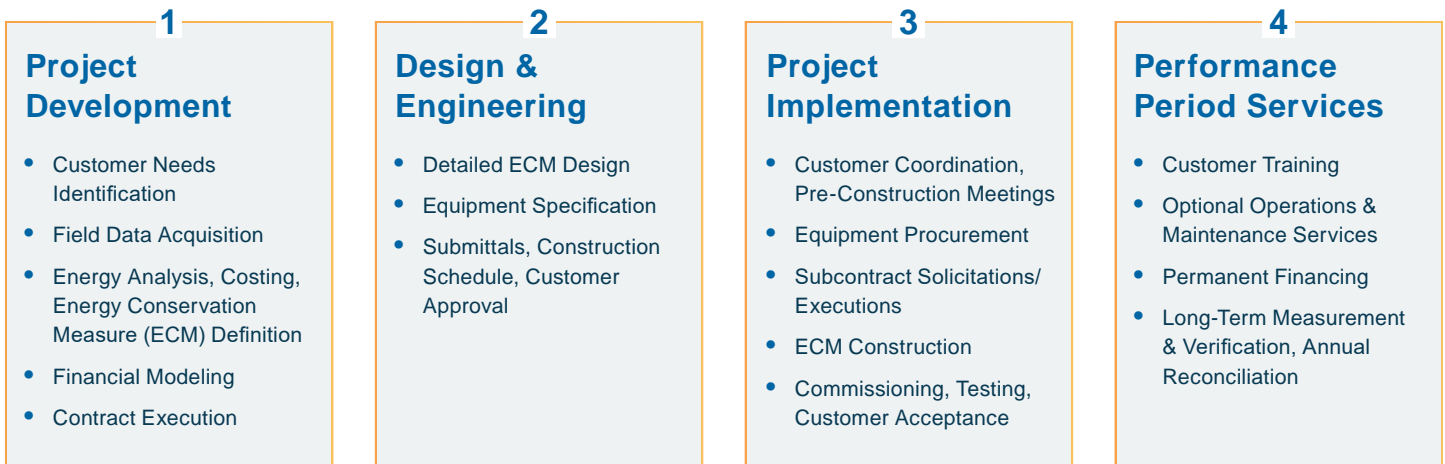 1
Project
Development
• Customer Needs
Identification
• Field Data Acquisition
• Energy Analysis, Costing,
Energy Conservation
Measure (ECM) Definition
• Financial Modeling
• Contract Execution
2
Design &
Engineering
• Detailed ECM Design
• Equipment Specification
• Submittals, Construction
Schedule, Customer
Approval
3
Project
Implementation
• Customer Coordination,
Pre-Construction Meetings
• Equipment Procurement
• Subcontract Solicitations/
Executions
• ECM Construction
• Commissioning, Testing,
Customer Acceptance
4
Performance
Period Services
• Customer Training
• Optional Operations &
Maintenance Services
• Permanent Financing
• Long-Term Measurement
& Verification, Annual
Reconciliation